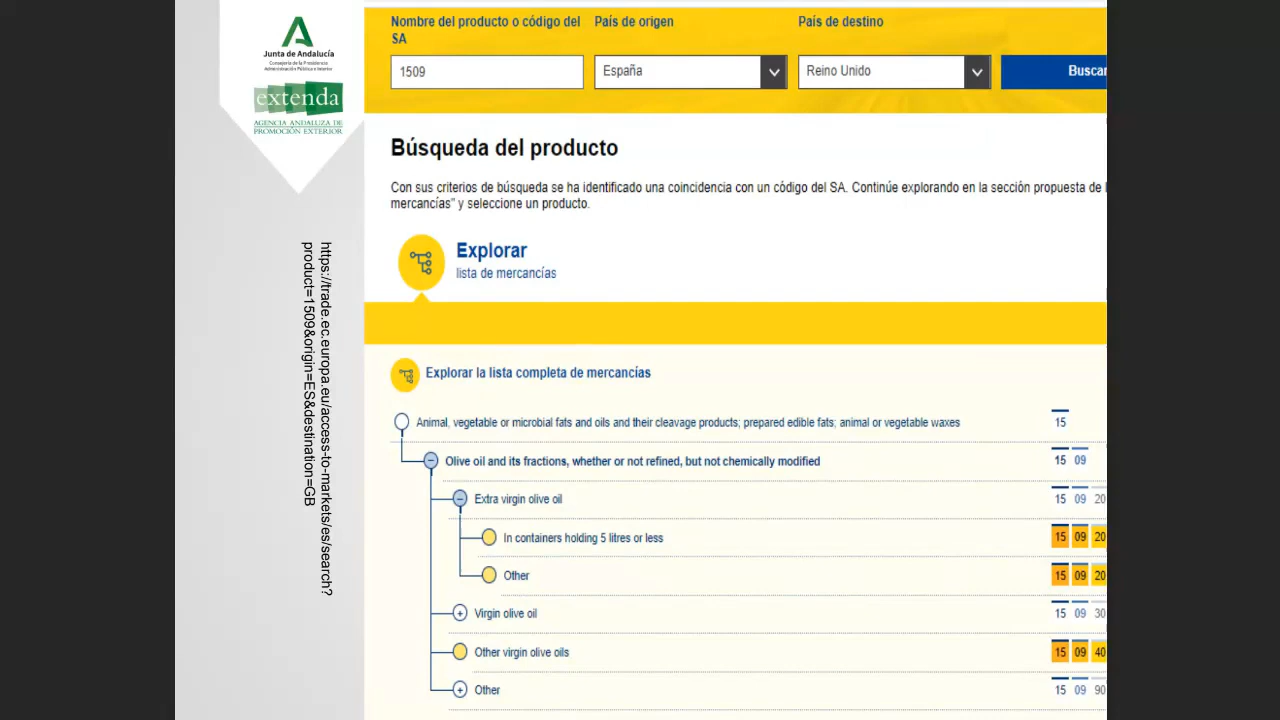 Junta de Andalucía
Consejería de la Presidencia
Administración Pública e Interior
extenda
AGENCIA ANDALUZA DE
PROMOCIÓN EXTERIOR
https://trade.ec.europa.eu/access-to-markets/es/search?
product=1509&origin=ES&destination=GB
Nombre del producto o código del
SA
País de origen
País de destino
1509
España
Reino Unido
Buscar
Búsqueda del producto
Con sus criterios de búsqueda se ha identificado una coincidencia con un código del SA. Continúe explorando en la sección propuesta de
mercancías" y seleccione un producto.
Explorar
lista de mercancías
Explorar la lista completa de mercancías
Animal, vegetable or microbial fats and oils and their cleavage products; prepared edible fats; animal or vegetable waxes 15
Olive oil and its fractions, whether or not refined, but not chemically modified 15 09
Extra virgin olive oil 15 09 20
In containers holding 5 litres or less 15 09 20
Other 15 09 20
Virgin olive oil 15 09 30
Other virgin olive oils 15 09 40
Other 15 09 90